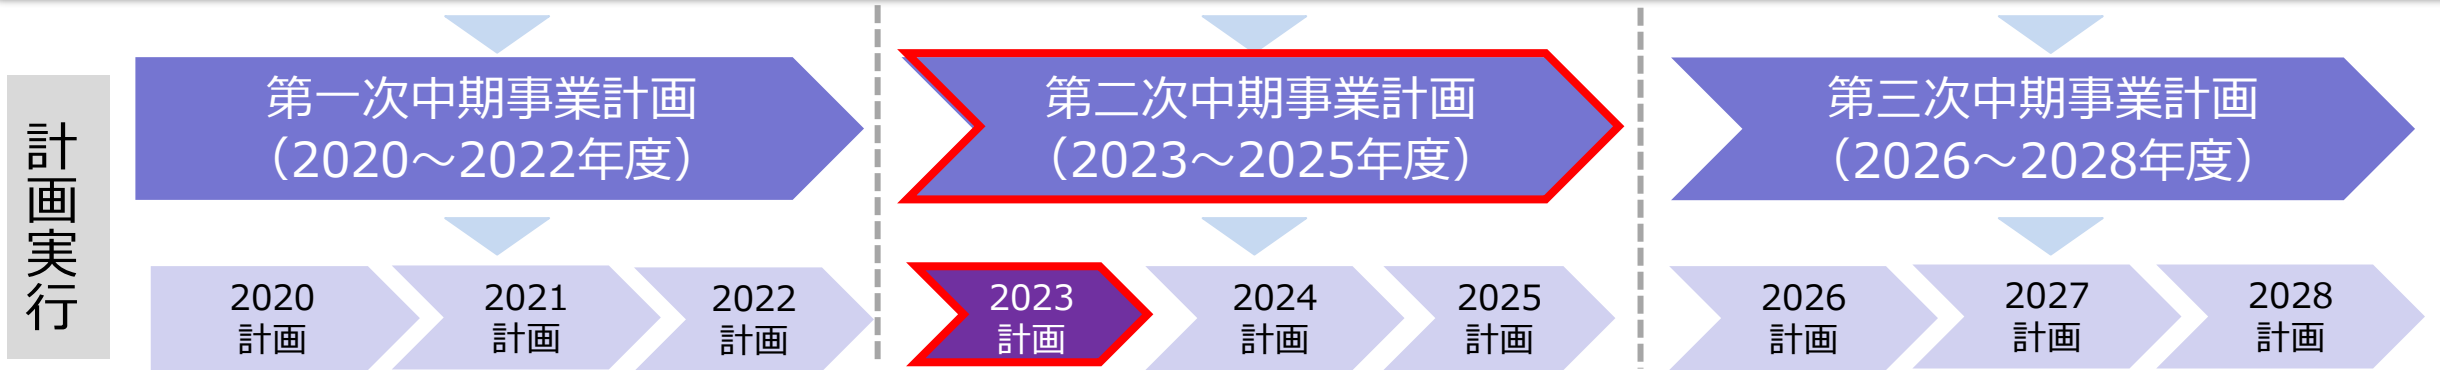 計画実行
第一次中期事業計画
（2020～2022年度）
第二次中期事業計画
（2023～2025年度）
第三次中期事業計画
（2026～2028年度）
2020
計画
2021
計画
2022
計画
2023
計画
2024
計画
2025
計画
2026
計画
2027
計画
2028
計画